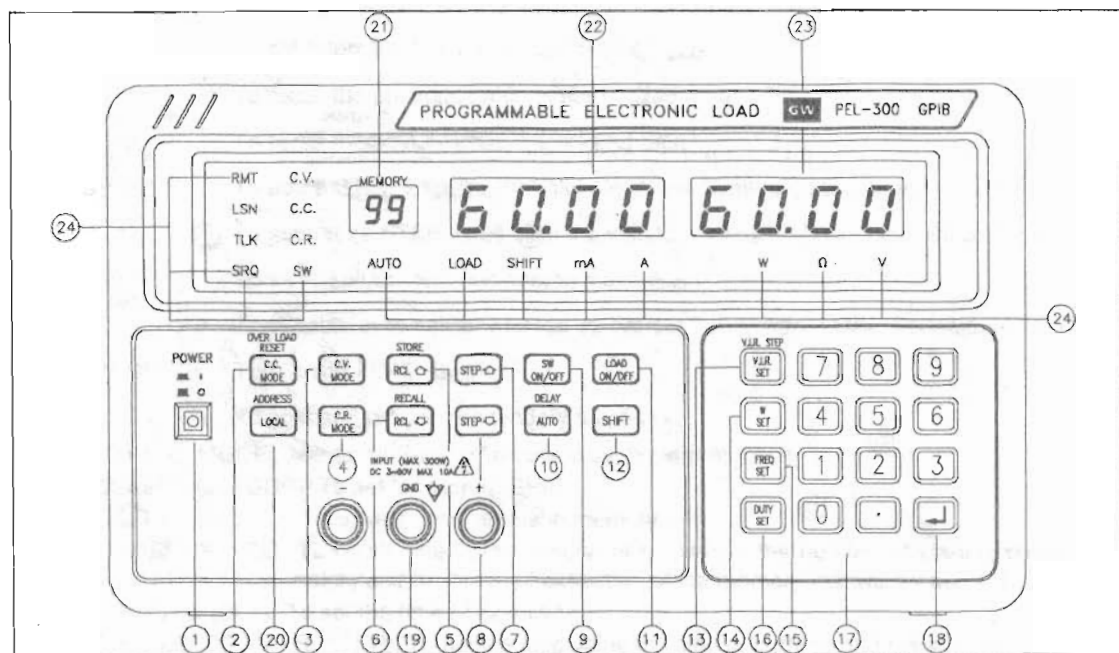 21 22 23
PROGRAMMABLE ELECTRONIC LOAD GW PEL-300 GPIB
RMT C.V.
LSN C.C.
TLK C.R.
SRQ SW
MEMORY
99 60.00 60.00
AUTO LOAD SHIFT mA A W Ω V
24
24
POWER
I
O
OVER LOAD
RESET
C.C.
MODE
C.V.
MODE
STORE
RCL
STEP
SW
ON/OFF
LOAD
ON/OFF
ADDRESS
LOCAL
C.R.
MODE
RECALL
RCL
STEP
DELAY
AUTO
SHIFT
4 10 12
INPUT (MAX 300W)
DC 3-60V MAX 10A
GND +
V.I.R. STEP
V.I.R.
SET
7 8 9
W
SET
4 5 6
FREQ
SET
1 2 3
DUTY
SET
0 .
1 2 20 3 6 19 5 8 7 9 11 13 14 16 15 17 18